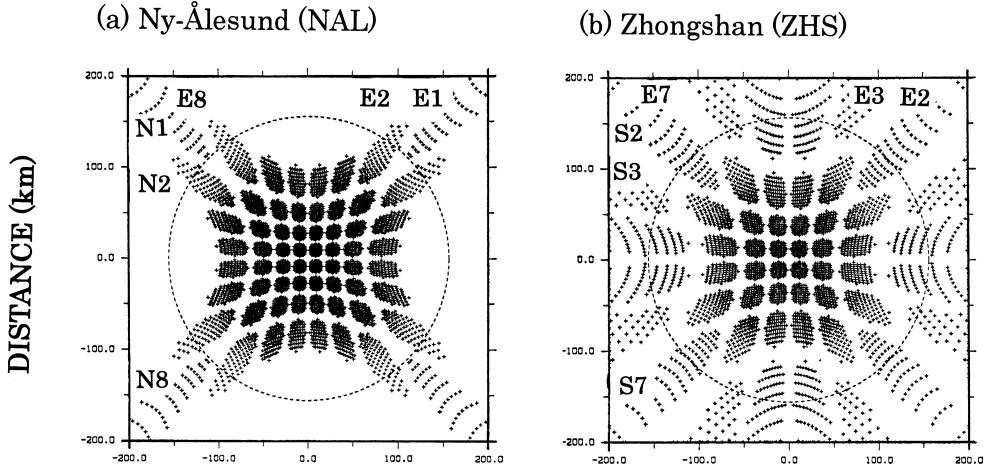 (a) Ny-Ålesund (NAL)
(b) Zhongshan (ZHS)
DISTANCE (km)
200.0
100.0
0.0
-100.0
-200.0
-200.0 -100.0 0.0 100.0 200.0
E8 E2 E1
N1
N2
N8
200.0
100.0
0.0
-100.0
-200.0
-200.0 -100.0 0.0 100.0 200.0
E7 E3 E2
S2
S3
S7